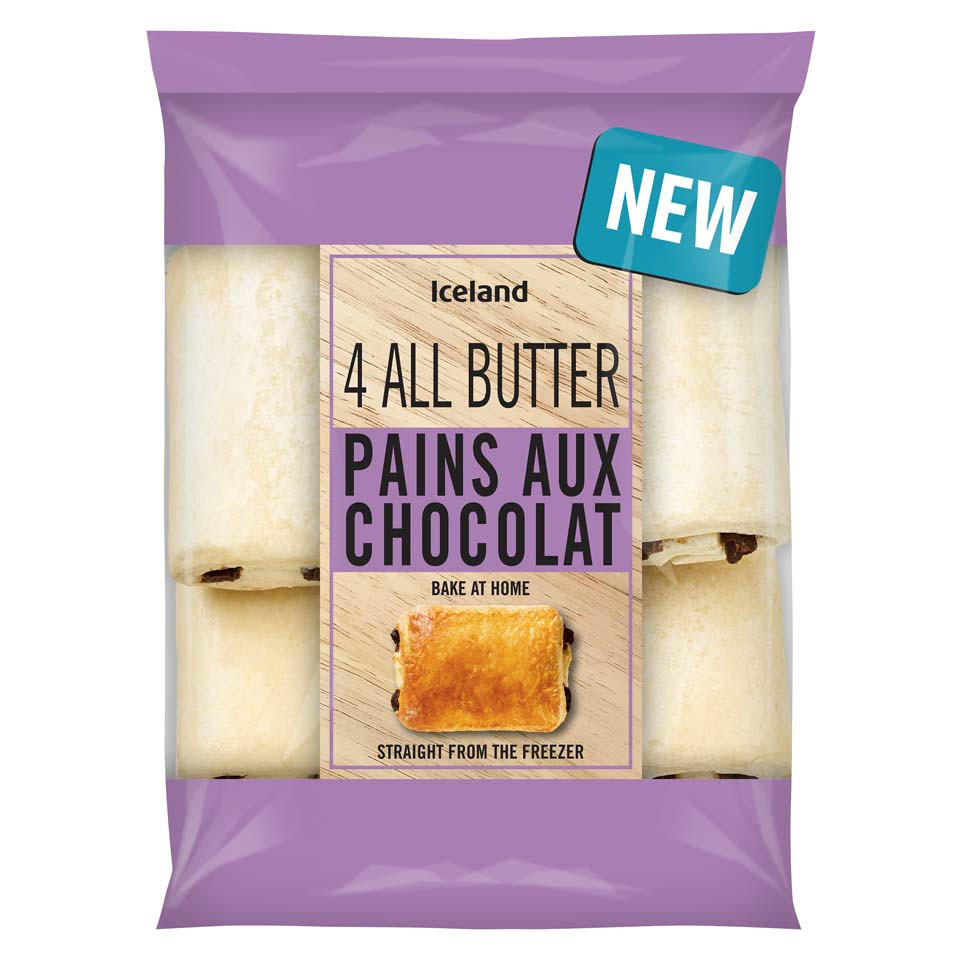 NEW
Iceland
4 ALL BUTTER
PAINS AUX
CHOCOLAT
BAKE AT HOME
STRAIGHT FROM THE FREEZER